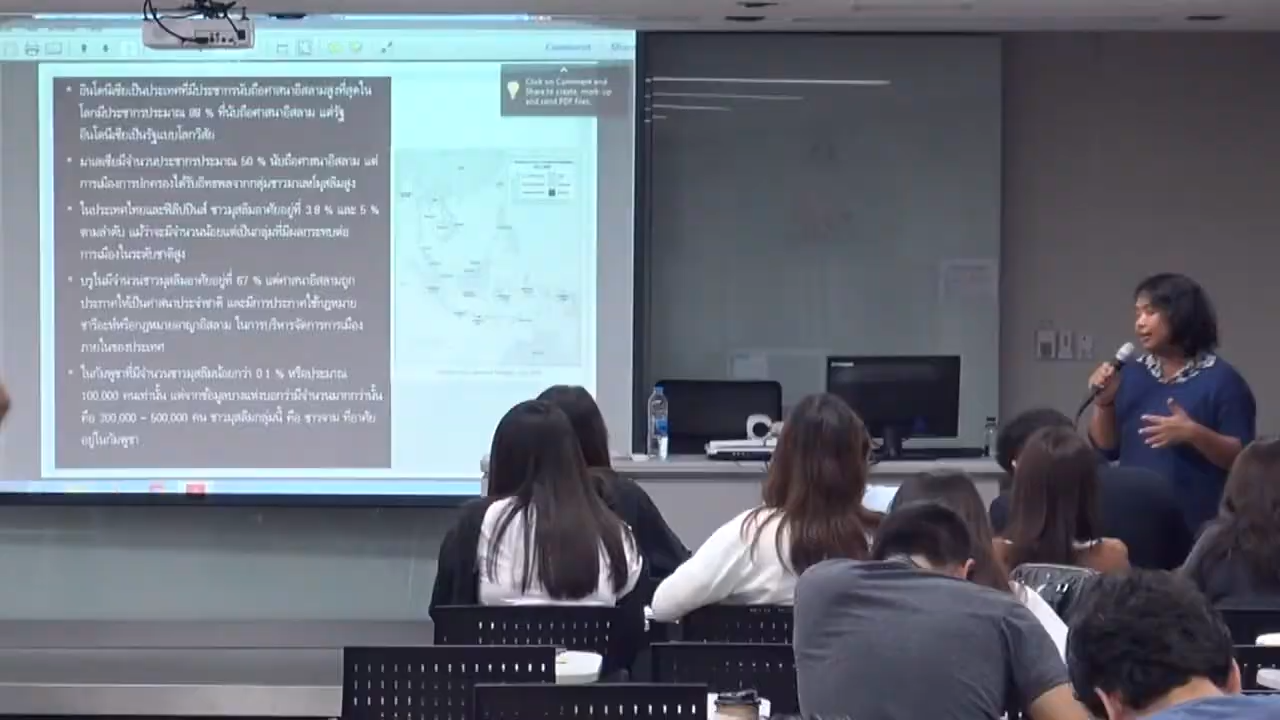 Comment
Share
Click on Comment and
Share to create, mark-up
and send PDF files.
อินโดนีเซียเป็นประเทศที่มีประชากรนับถือศาสนาอิสลามสูงที่สุดใน
โลกมีประชากรประมาณ 88 % ที่นับถือศาสนาอิสลาม แต่รัฐ
อินโดนีเซียเป็นรัฐแบบโลกวิสัย
มาเลเซียมีจำนวนประชากรประมาณ 50 % นับถือศาสนาอิสลาม แต่
การเมืองการปกครองได้รับอิทธพลจากกลุ่มชาวมาเลย์มุสลิมสูง
ในประเทศไทยและฟิลิปปินส์ ชาวมุสลิมอาศัยอยู่ที่ 3.8 % และ 5 %
ตามลำดับ แม้ว่าจะมีจำนวนน้อยแต่เป็นกลุ่มที่มีผลกระทบต่อ
การเมืองในระดับชาติสูง
บรูไนมีจำนวนชาวมุสลิมอาศัยอยู่ที่ 67 % แต่ศาสนาอิสลามถูก
ประกาศให้เป็นศาสนาประจำชาติ และมีการประกาศใช้กฎหมาย
ชารีอะห์หรือกฎหมายอาญาอิสลาม ในการบริหารจัดการการเมือง
ภายในของประเทศ
ในกัมพูชาที่มีจำนวนชาวมุสลิมน้อยกว่า 0.1 % หรือประมาณ
100,000 คนเท่านั้น แต่จากข้อมูลบางแห่งบอกว่ามีจำนวนมากกว่านั้น
คือ 200,000 – 500,000 คน ชาวมุสลิมกลุ่มนี้ คือ ชาวจาม ที่อาศัย
อยู่ในกัมพูชา